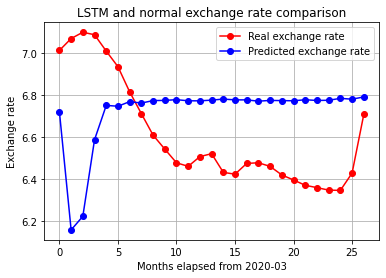 LSTM and normal exchange rate comparison
Real exchange rate
Predicted exchange rate
Exchange rate
7.0
6.8
6.6
6.4
6.2
0 5 10 15 20 25
Months elapsed from 2020-03